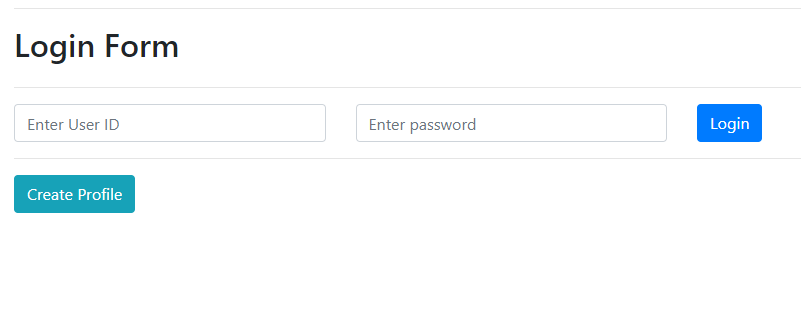 Login Form
Enter User ID Enter password Login
Create Profile